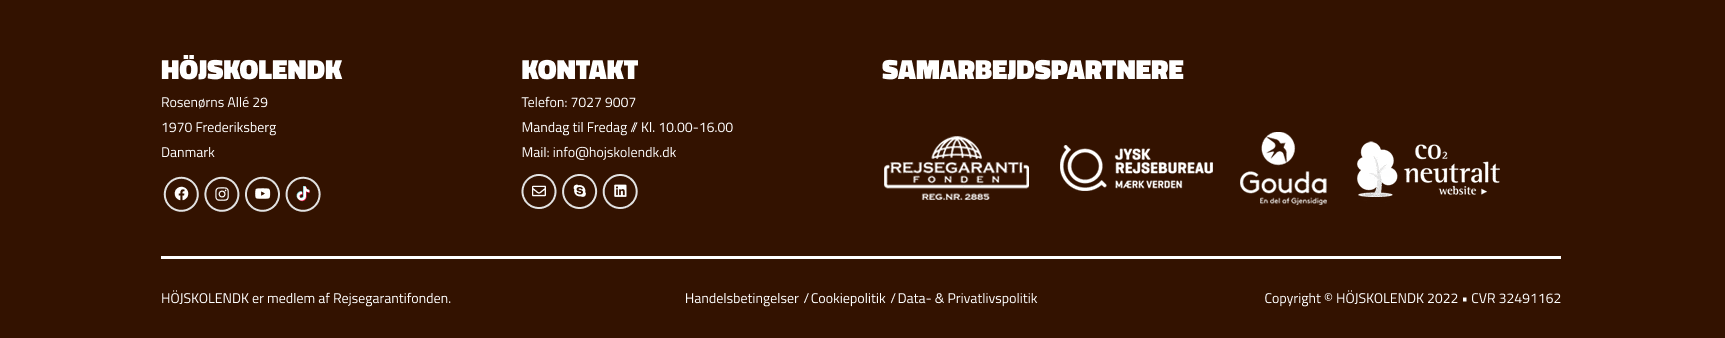 HÖJSKOLENDK
Rosenørns Allé 29
1970 Frederiksberg
Danmark
KONTAKT
Telefon: 7027 9007
Mandag til Fredag // Kl. 10.00-16.00
Mail: info@hojskolendk.dk
SAMARBEJDSPARTNERE
REJSEGARANTI
FONDEN
REG.NR. 2885
JYSK
REJSEBUREAU
MÆRK VERDEN
Gouda
En del af Gjensidige
CO₂
neutralt
website ▸
HÖJSKOLENDK er medlem af Rejsegarantifonden.
Handelsbetingelser / Cookiepolitik / Data- & Privatlivspolitik
Copyright © HÖJSKOLENDK 2022 ▪ CVR 32491162